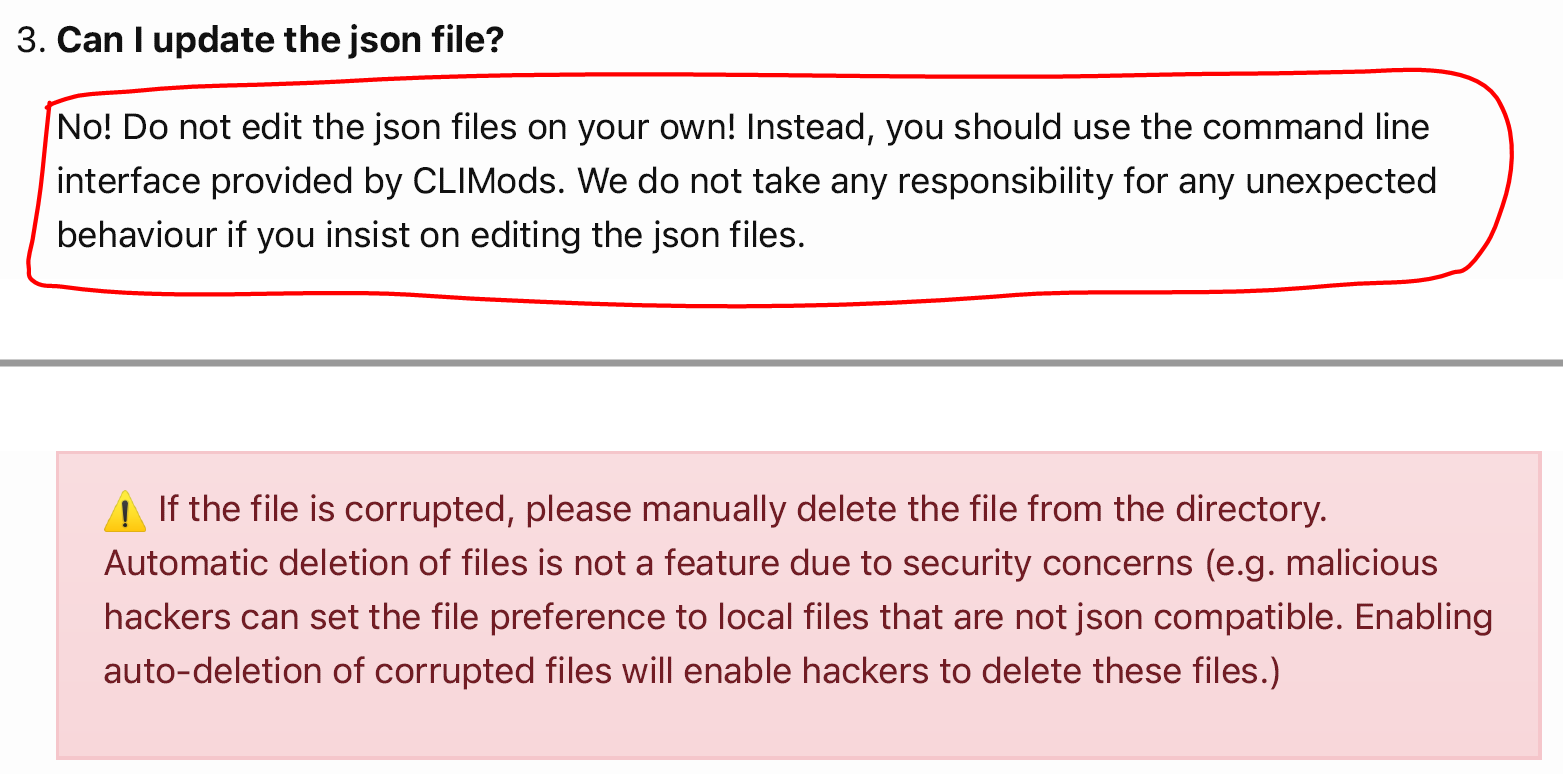 3. Can I update the json file?
No! Do not edit the json files on your own! Instead, you should use the command line
interface provided by CLIMods. We do not take any responsibility for any unexpected
behaviour if you insist on editing the json files.
⚠️ If the file is corrupted, please manually delete the file from the directory.
Automatic deletion of files is not a feature due to security concerns (e.g. malicious
hackers can set the file preference to local files that are not json compatible. Enabling
auto-deletion of corrupted files will enable hackers to delete these files.)